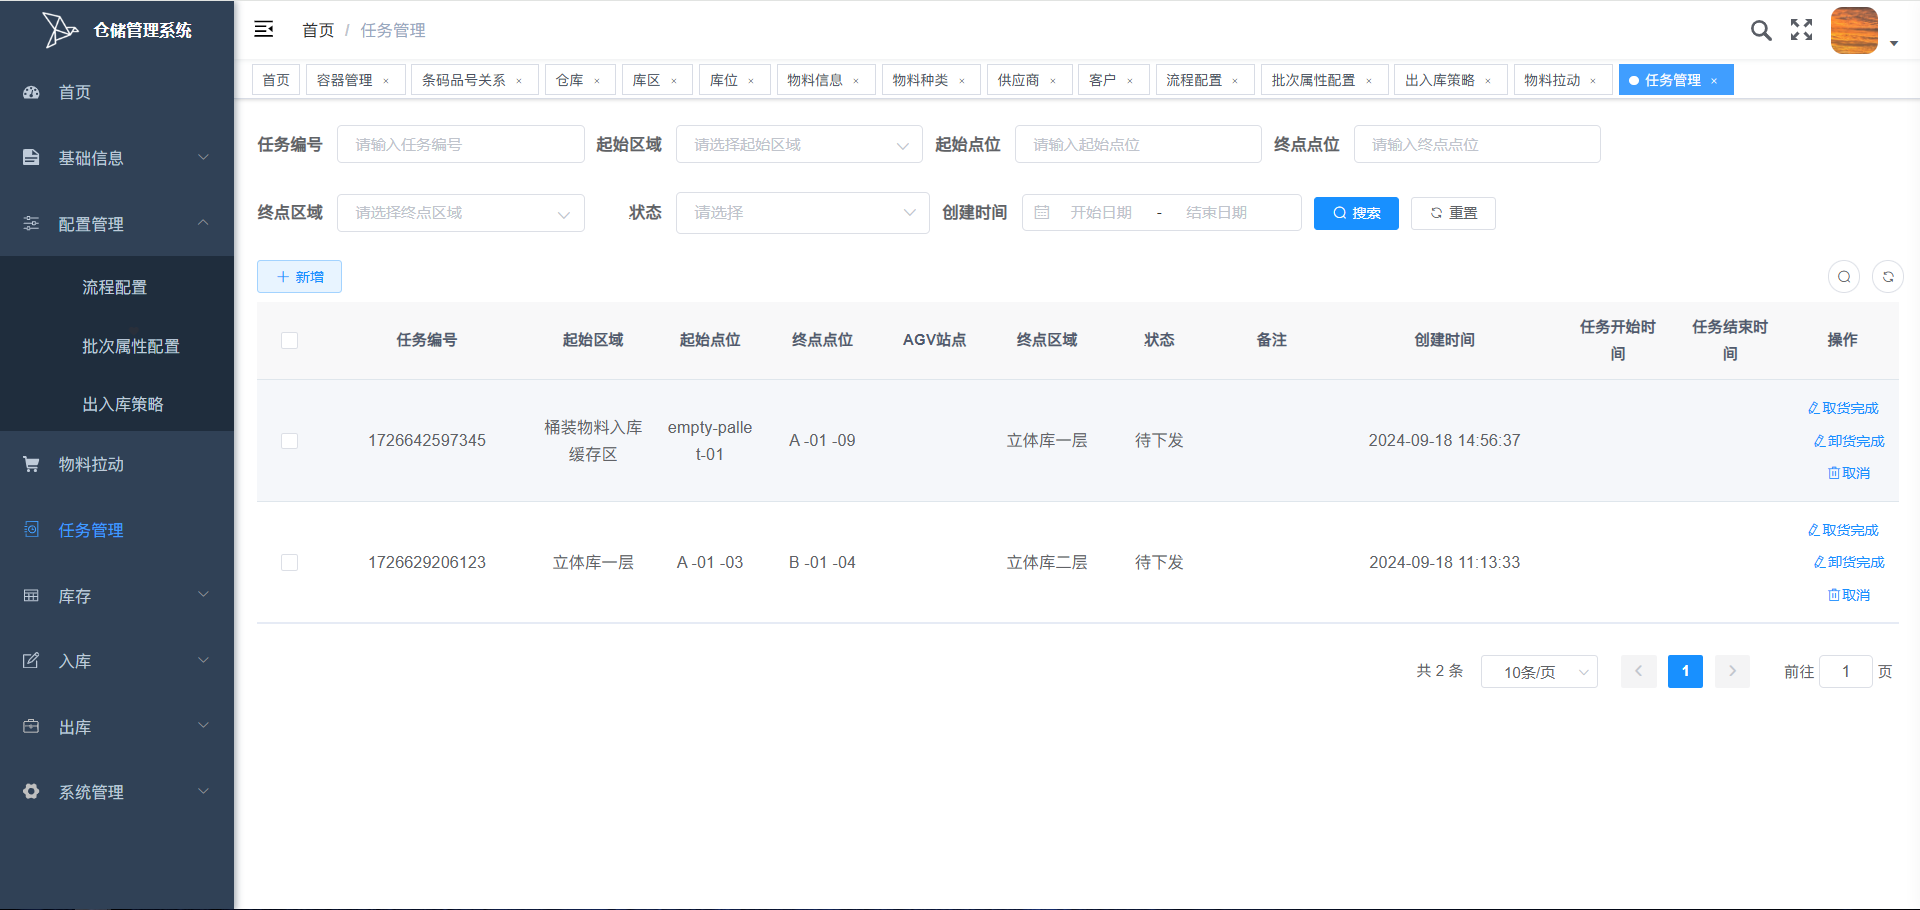 仓储管理系统
首页
基础信息
配置管理
流程配置
批次属性配置
出入库策略
物料拉动
任务管理
库存
入库
出库
系统管理
首页 / 任务管理
首页 容器管理 × 条码品号关系 × 仓库 × 库区 × 库位 × 物料信息 × 物料种类 × 供应商 × 客户 × 流程配置 × 批次属性配置 × 出入库策略 × 物料拉动 × 任务管理 ×
任务编号 请输入任务编号 起始区域 请选择起始区域 起始点位 请输入起始点位 终点点位 请输入终点点位
终点区域 请选择终点区域 状态 请选择 创建时间 开始日期 - 结束日期 搜索 重置
新增
任务编号 起始区域 起始点位 终点点位 AGV站点 终点区域 状态 备注 创建时间 任务开始时间 任务结束时间 操作
1726642597345 桶装物料入库缓存区 empty-pallet-01 A -01 -09 立体库一层 待下发 2024-09-18 14:56:37
取货完成
卸货完成
取消
1726629206123 立体库一层 A -01 -03 B -01 -04 立体库二层 待下发 2024-09-18 11:13:33
取货完成
卸货完成
取消
共 2 条 10条/页 1 前往 1 页